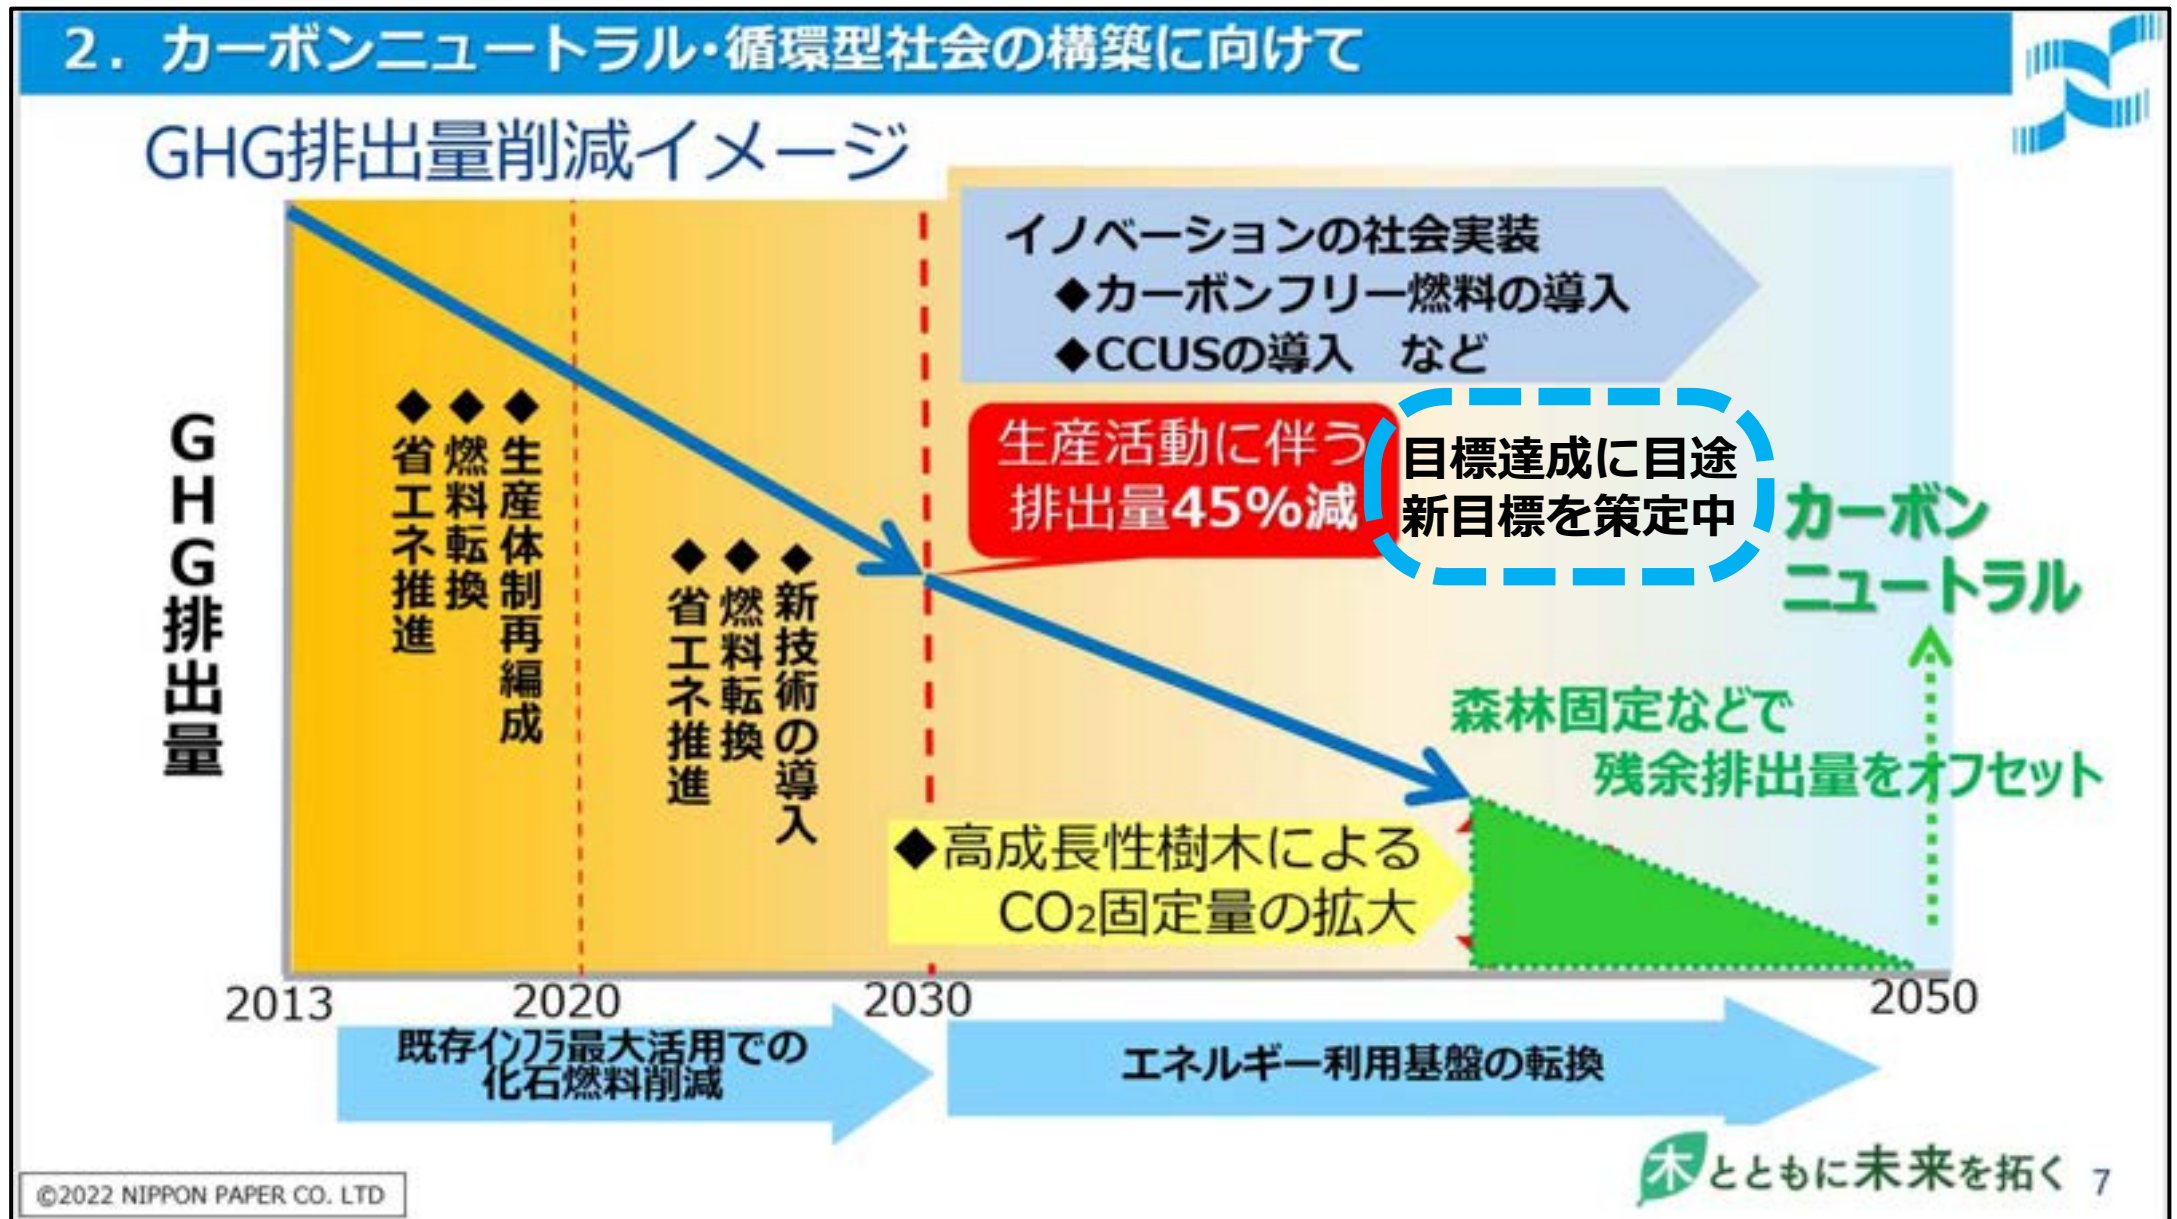 2．カーボンニュートラル・循環型社会の構築に向けて
GHG排出量削減イメージ
イノベーションの社会実装
◆カーボンフリー燃料の導入
◆CCUSの導入　など
GHG排出量
◆生産体制再編成
◆燃料転換
◆省エネ推進
◆新技術の導入
◆燃料転換
◆省エネ推進
生産活動に伴う
排出量45%減
目標達成に目途
新目標を策定中
カーボン
ニュートラル
森林固定などで
残余排出量をオフセット
◆高成長性樹木による
CO₂固定量の拡大
2013
2020
2030
2050
既存ｲﾝﾌﾗ最大活用での
化石燃料削減
エネルギー利用基盤の転換
©2022 NIPPON PAPER CO. LTD
木とともに未来を拓く
7